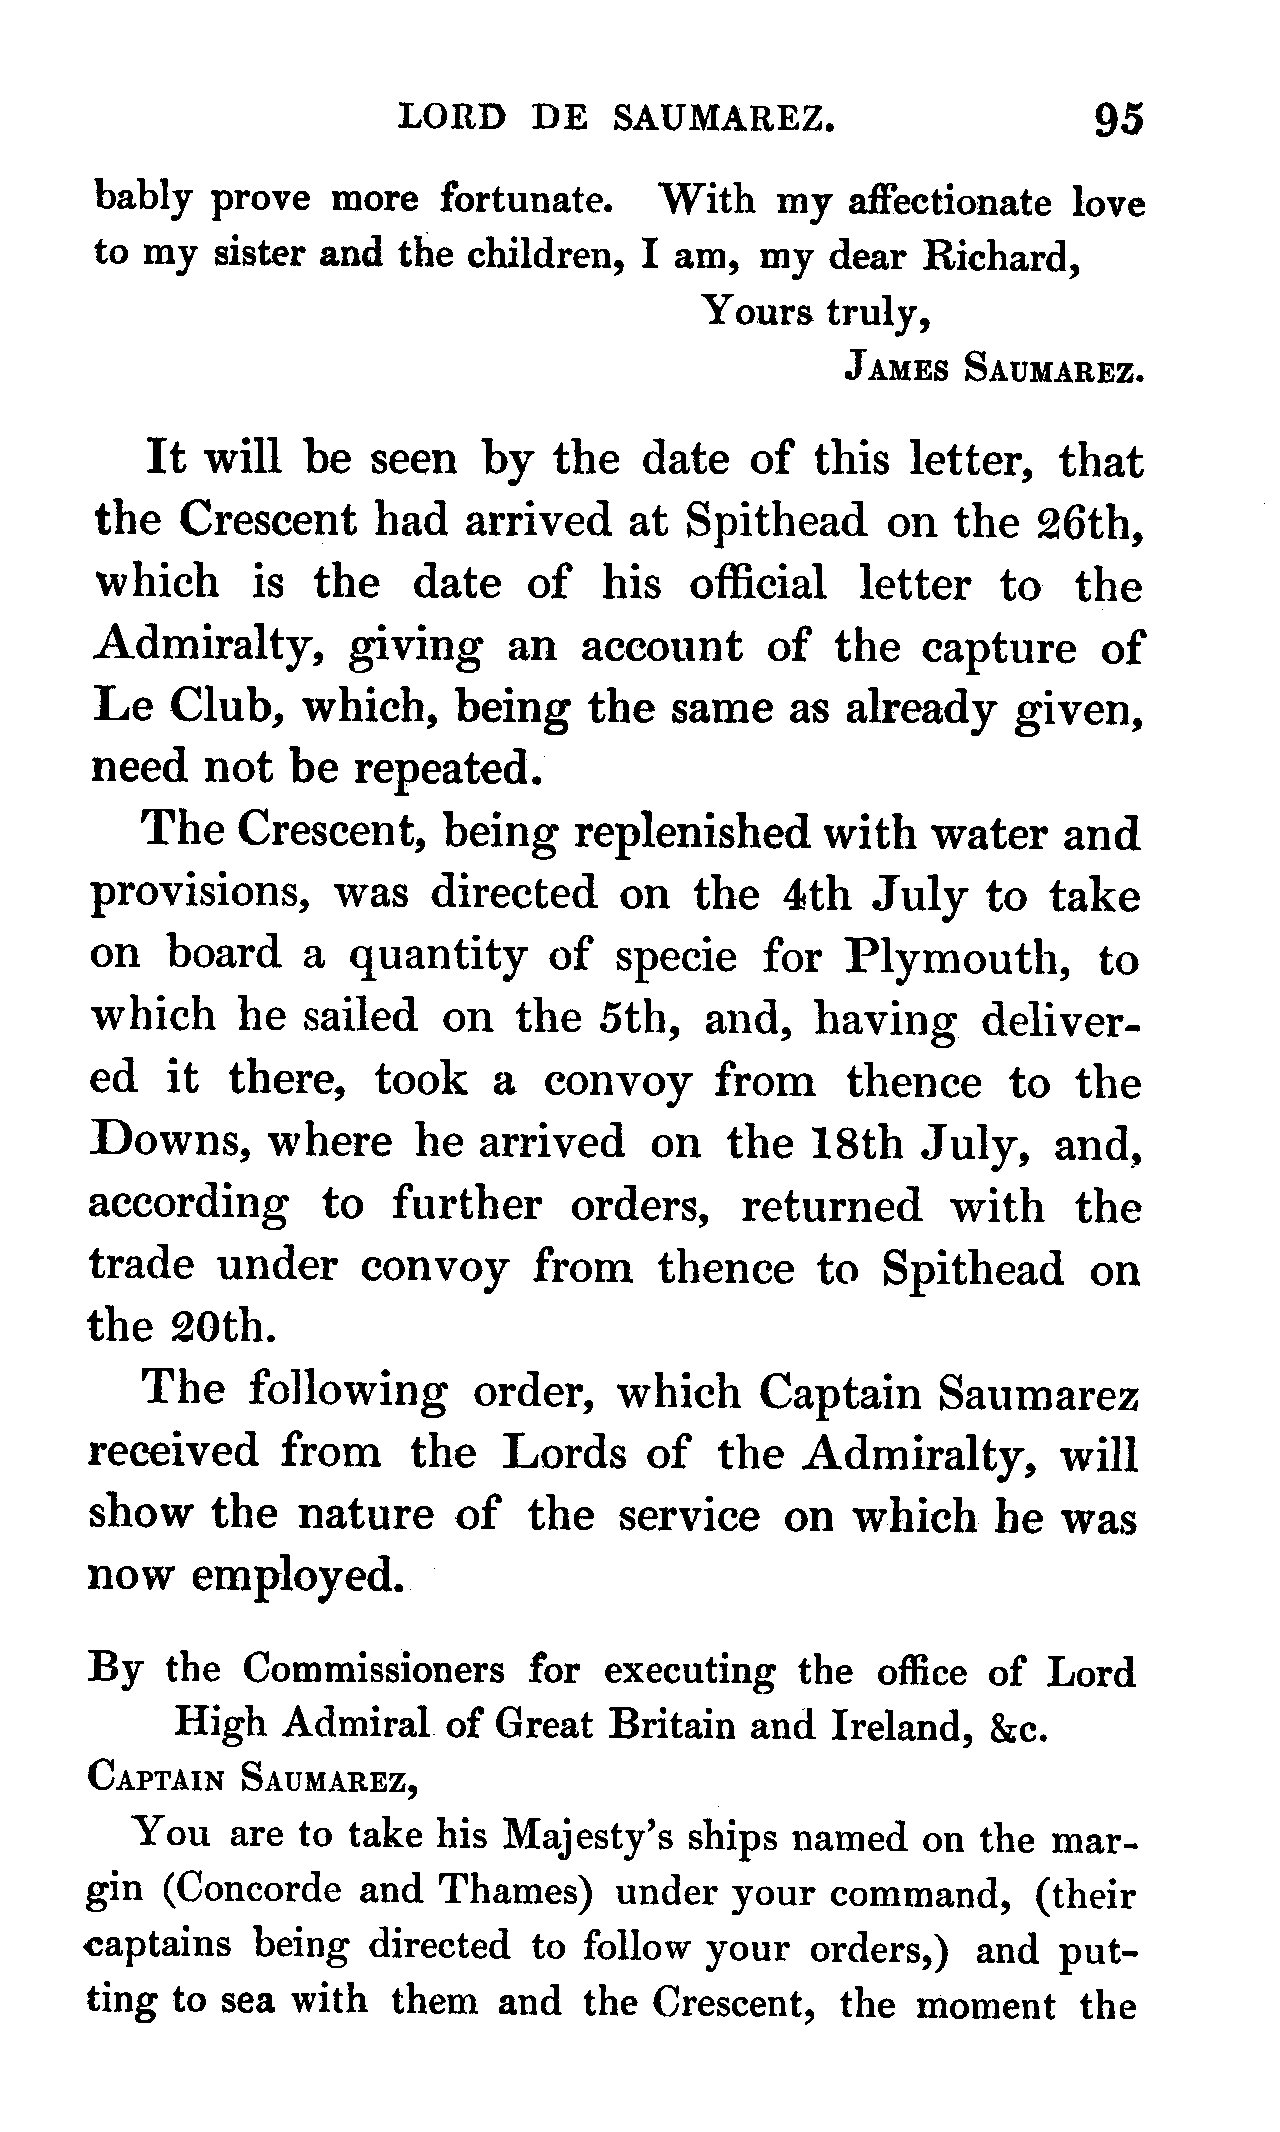 LORD DE SAUMAREZ. 95
bably prove more fortunate. With my affectionate love
to my sister and the children, I am, my dear Richard,
Yours truly,
JAMES SAUMAREZ.
It will be seen by the date of this letter, that
the Crescent had arrived at Spithead on the 26th,
which is the date of his official letter to the
Admiralty, giving an account of the capture of
Le Club, which, being the same as already given,
need not be repeated.
The Crescent, being replenished with water and
provisions, was directed on the 4th July to take
on board a quantity of specie for Plymouth, to
which he sailed on the 5th, and, having deliver-
ed it there, took a convoy from thence to the
Downs, where he arrived on the 18th July, and,
according to further orders, returned with the
trade under convoy from thence to Spithead on
the 20th.
The following order, which Captain Saumarez
received from the Lords of the Admiralty, will
show the nature of the service on which he was
now employed.
By the Commissioners for executing the office of Lord
High Admiral of Great Britain and Ireland, &c.
CAPTAIN SAUMAREZ,
You are to take his Majesty's ships named on the mar-
gin (Concorde and Thames) under your command, (their
captains being directed to follow your orders,) and put-
ting to sea with them and the Crescent, the moment the